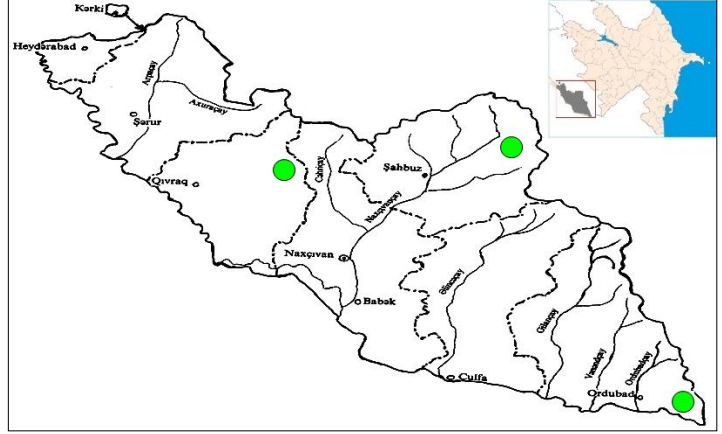 Kərki
Heydərabad
Arpaçay
Axuraçay
Şərur
Qıvraq
Cəhriçay
Şahbuz
Naxçıvançay
Naxçıvan
Babək
Əlincəçay
Culfa
Gilançay
Vənəndçay
Ordubadçay
Ordubad